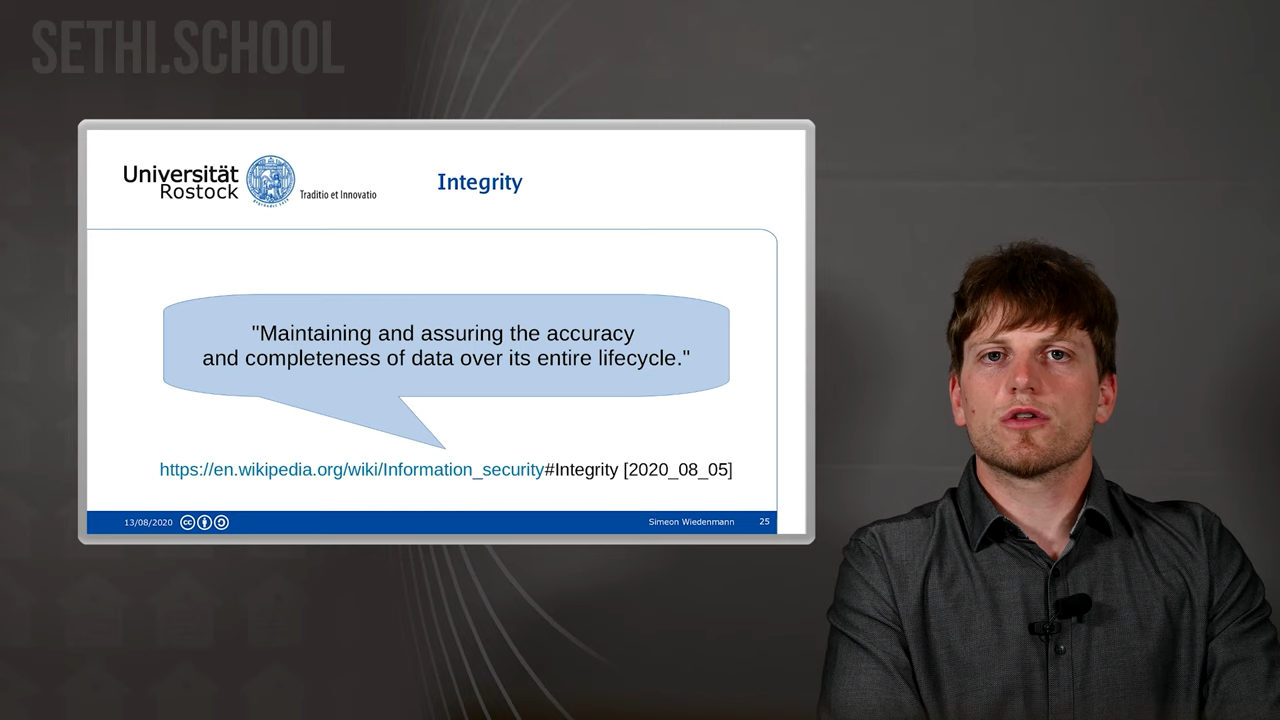 SETHI.SCHOOL
Universität
Rostock
Traditio et Innovatio
Integrity
"Maintaining and assuring the accuracy
and completeness of data over its entire lifecycle."
https://en.wikipedia.org/wiki/Information_security#Integrity [2020_08_05]
13/08/2020
Simeon Wiedenmann
25